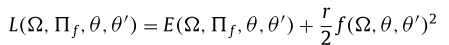 L(Ω, Π_f, θ, θ′) = E(Ω, Π_f, θ, θ′) + r/2 f(Ω, θ, θ′)²